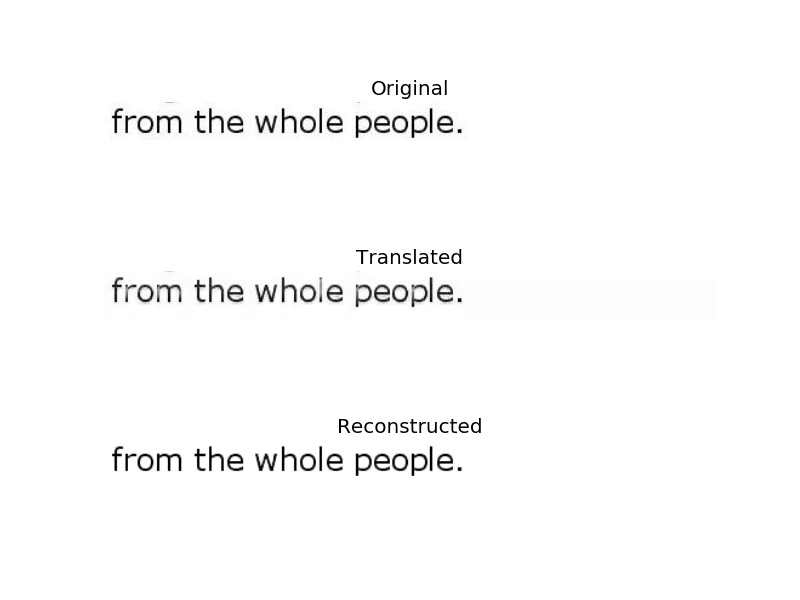 Original
from the whole people.
Translated
from the whole people.
Reconstructed
from the whole people.